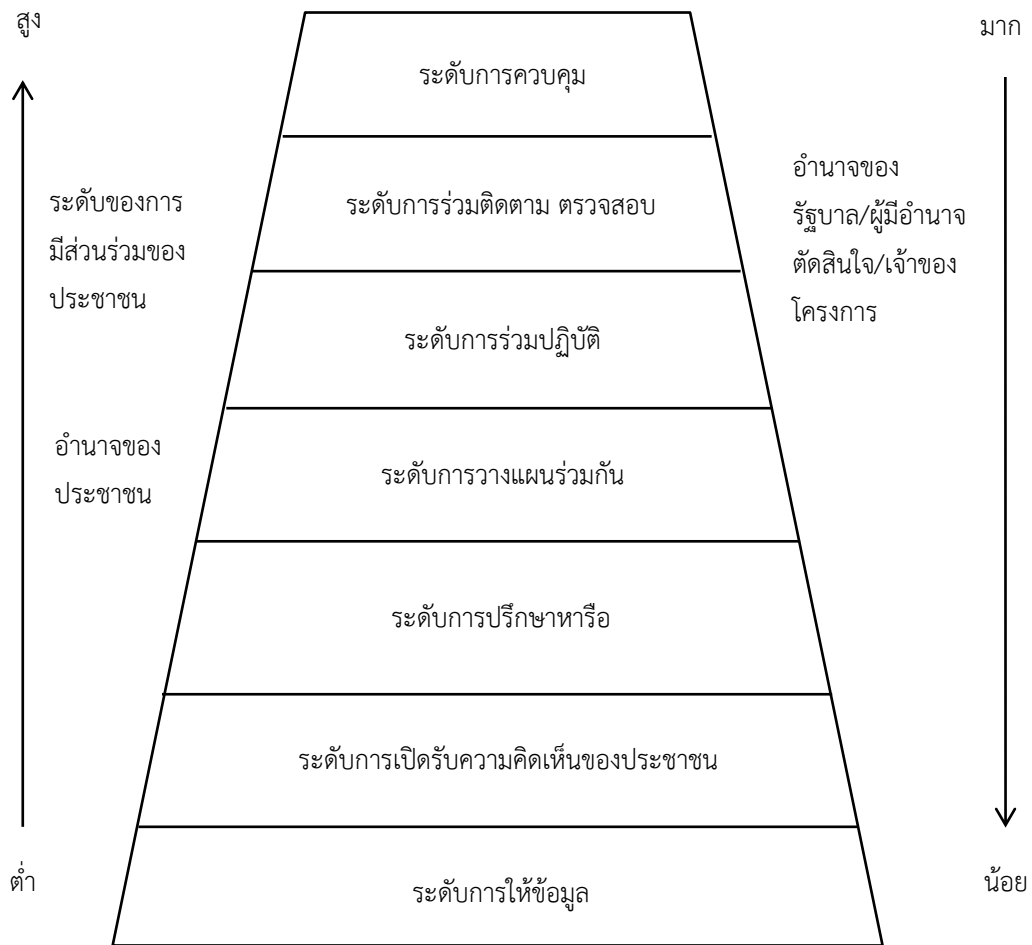 สูง
มาก
ระดับการควบคุม
ระดับของการ
มีส่วนร่วมของ
ประชาชน
ระดับการร่วมติดตาม ตรวจสอบ
อำนาจของ
รัฐบาล/ผู้มีอำนาจ
ตัดสินใจ/เจ้าของ
โครงการ
ระดับการร่วมปฏิบัติ
อำนาจของ
ประชาชน
ระดับการวางแผนร่วมกัน
ระดับการปรึกษาหารือ
ระดับการเปิดรับความคิดเห็นของประชาชน
ต่ำ
ระดับการให้ข้อมูล
น้อย